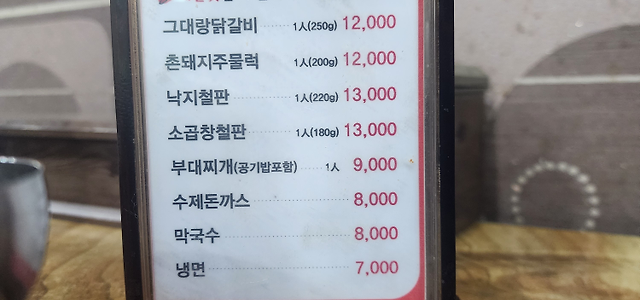 그대랑닭갈비 1人(250g) 12,000
촌돼지주물럭 1人(200g) 12,000
낙지철판 1人(220g) 13,000
소곱창철판 1人(180g) 13,000
부대찌개(공기밥포함) 1人 9,000
수제돈까스 8,000
막국수 8,000
냉면 7,000